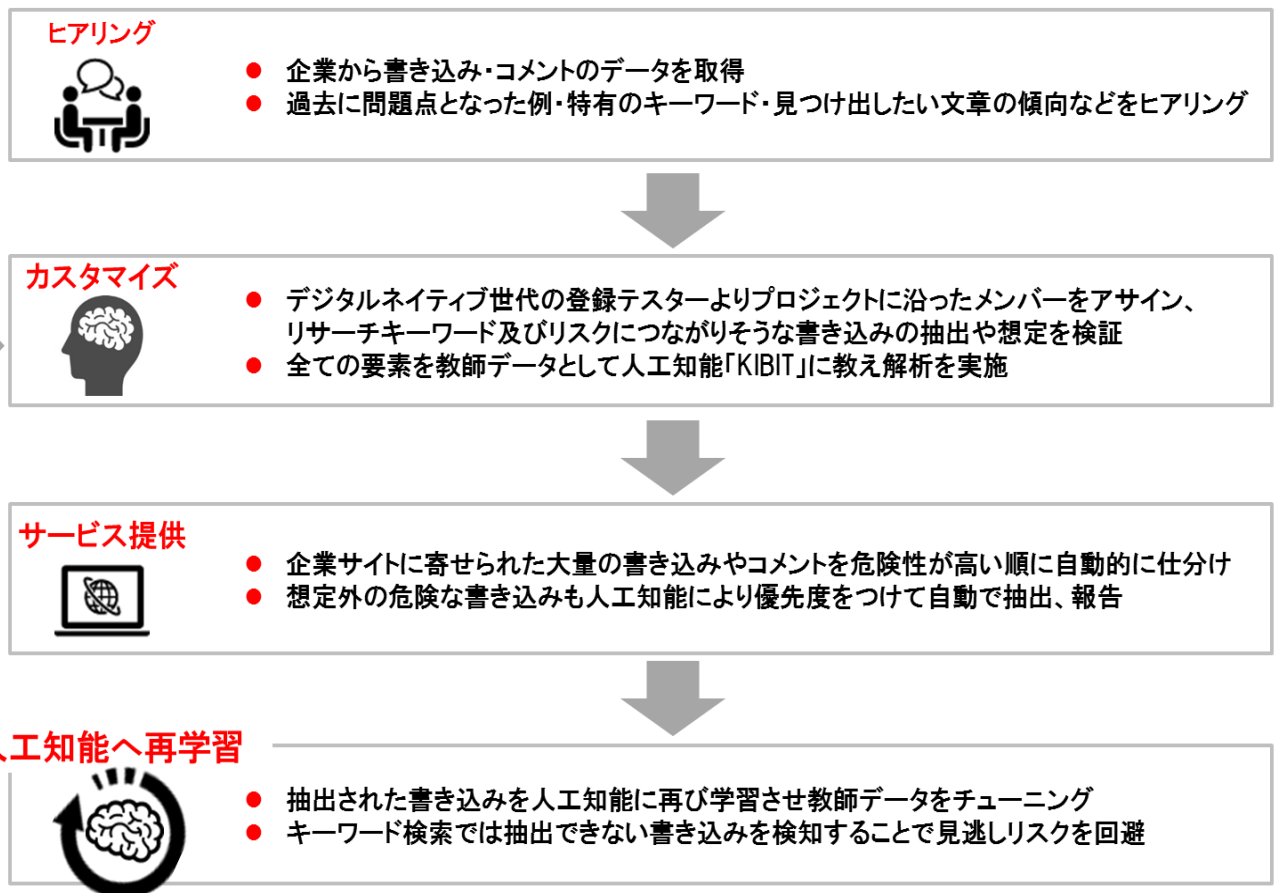 ヒアリング
● 企業から書き込み・コメントのデータを取得
● 過去に問題点となった例・特有のキーワード・見つけ出したい文章の傾向などをヒアリング
カスタマイズ
● デジタルネイティブ世代の登録テスターよりプロジェクトに沿ったメンバーをアサイン、
リサーチキーワード及びリスクにつながりそうな書き込みの抽出や想定を検証
● 全ての要素を教師データとして人工知能「KIBIT」に教え解析を実施
サービス提供
● 企業サイトに寄せられた大量の書き込みやコメントを危険性が高い順に自動的に仕分け
● 想定外の危険な書き込みも人工知能により優先度をつけて自動で抽出、報告
人工知能へ再学習
● 抽出された書き込みを人工知能に再び学習させ教師データをチューニング
● キーワード検索では抽出できない書き込みを検知することで見逃しリスクを回避